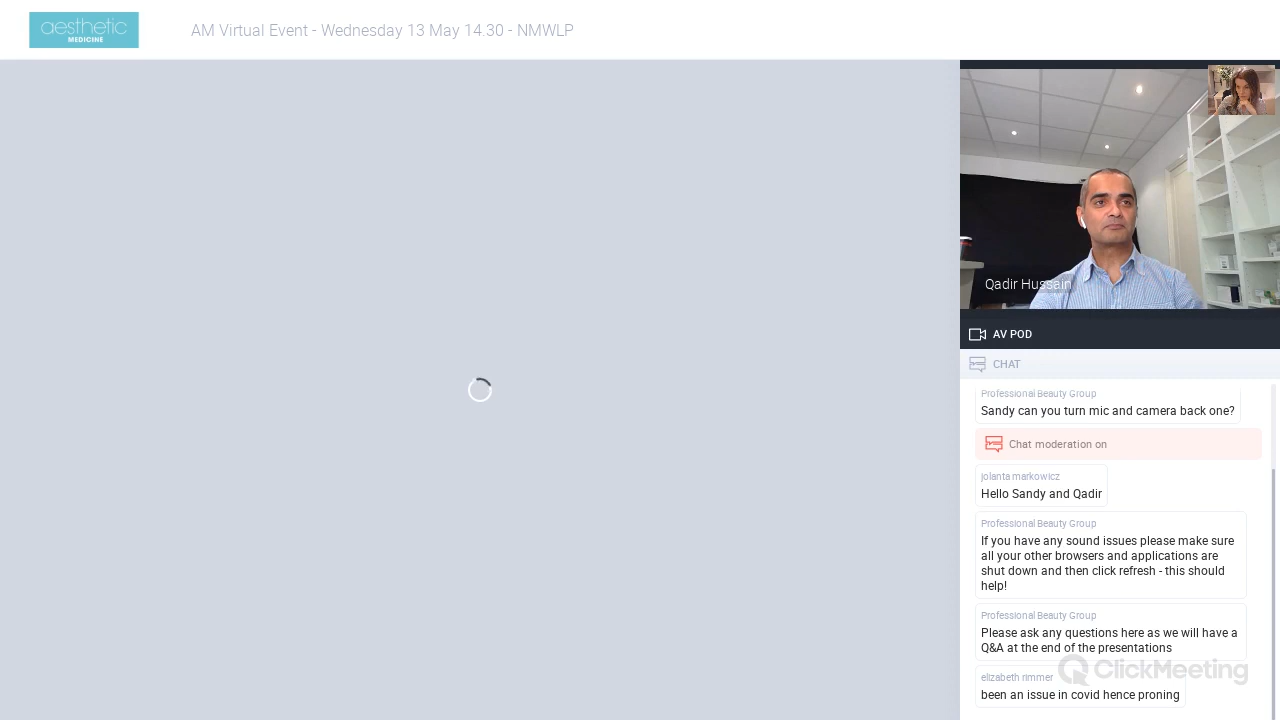 aesthetic
MEDICINE
AM Virtual Event - Wednesday 13 May 14.30 - NMWLP
Qadir Hussain
AV POD
CHAT
Professional Beauty Group
Sandy can you turn mic and camera back one?
Chat moderation on
jolanta markowicz
Hello Sandy and Qadir
Professional Beauty Group
If you have any sound issues please make sure
all your other browsers and applications are
shut down and then click refresh - this should
help!
Professional Beauty Group
Please ask any questions here as we will have a
Q&A at the end of the presentations
ClickMeeting
elizabeth rimmer
been an issue in covid hence proning